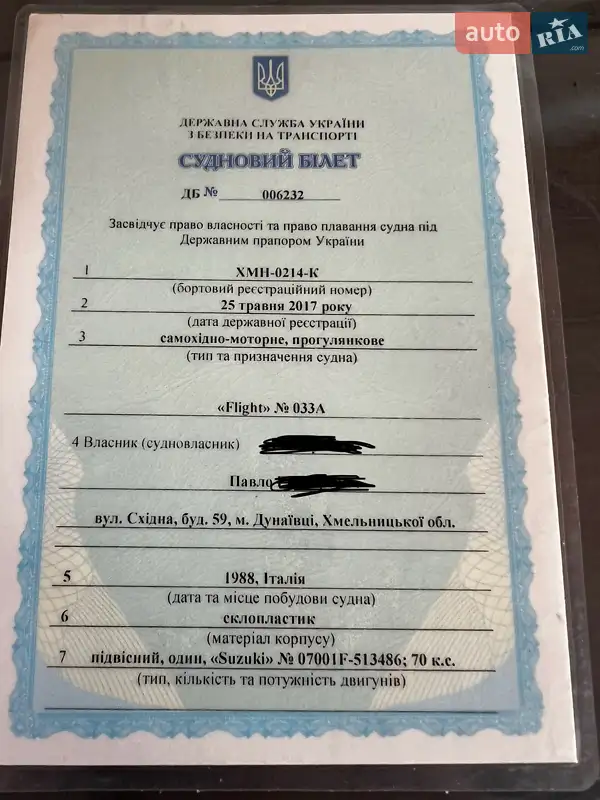 auto RIA .com
ДЕРЖАВНА СЛУЖБА УКРАЇНИ
З БЕЗПЕКИ НА ТРАНСПОРТІ
СУДНОВИЙ БІЛЕТ
ДБ № 006232
Засвідчує право власності та право плавання судна під
Державним прапором України
1 ХМН-0214-К
(бортовий реєстраційний номер)
2 25 травня 2017 року
(дата державної реєстрації)
3 самохідно-моторне, прогулянкове
(тип та призначення судна)
«Flight» № 033A
4 Власник (судновласник)
Павло
вул. Східна, буд. 59, м. Дунаївці, Хмельницької обл.
5 1988, Італія
(дата та місце побудови судна)
6 склопластик
(матеріал корпусу)
7 підвісний, один, «Suzuki» № 07001F-513486; 70 к.с.
(тип, кількість та потужність двигунів)